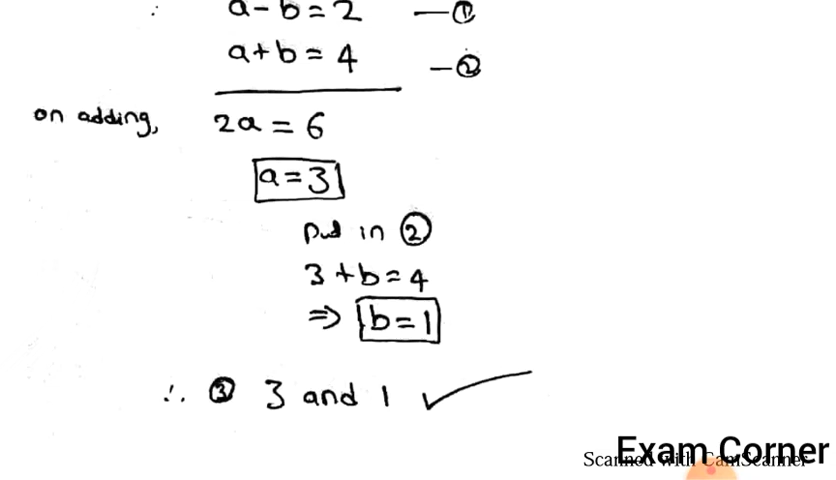 ∴ a - b = 2 — ①
a + b = 4 — ②
on adding, 2a = 6
a = 3
put in ②
3 + b = 4
⇒ b = 1
∴ ③ 3 and 1 ✓
Exam Corner
Scanned with CamScanner